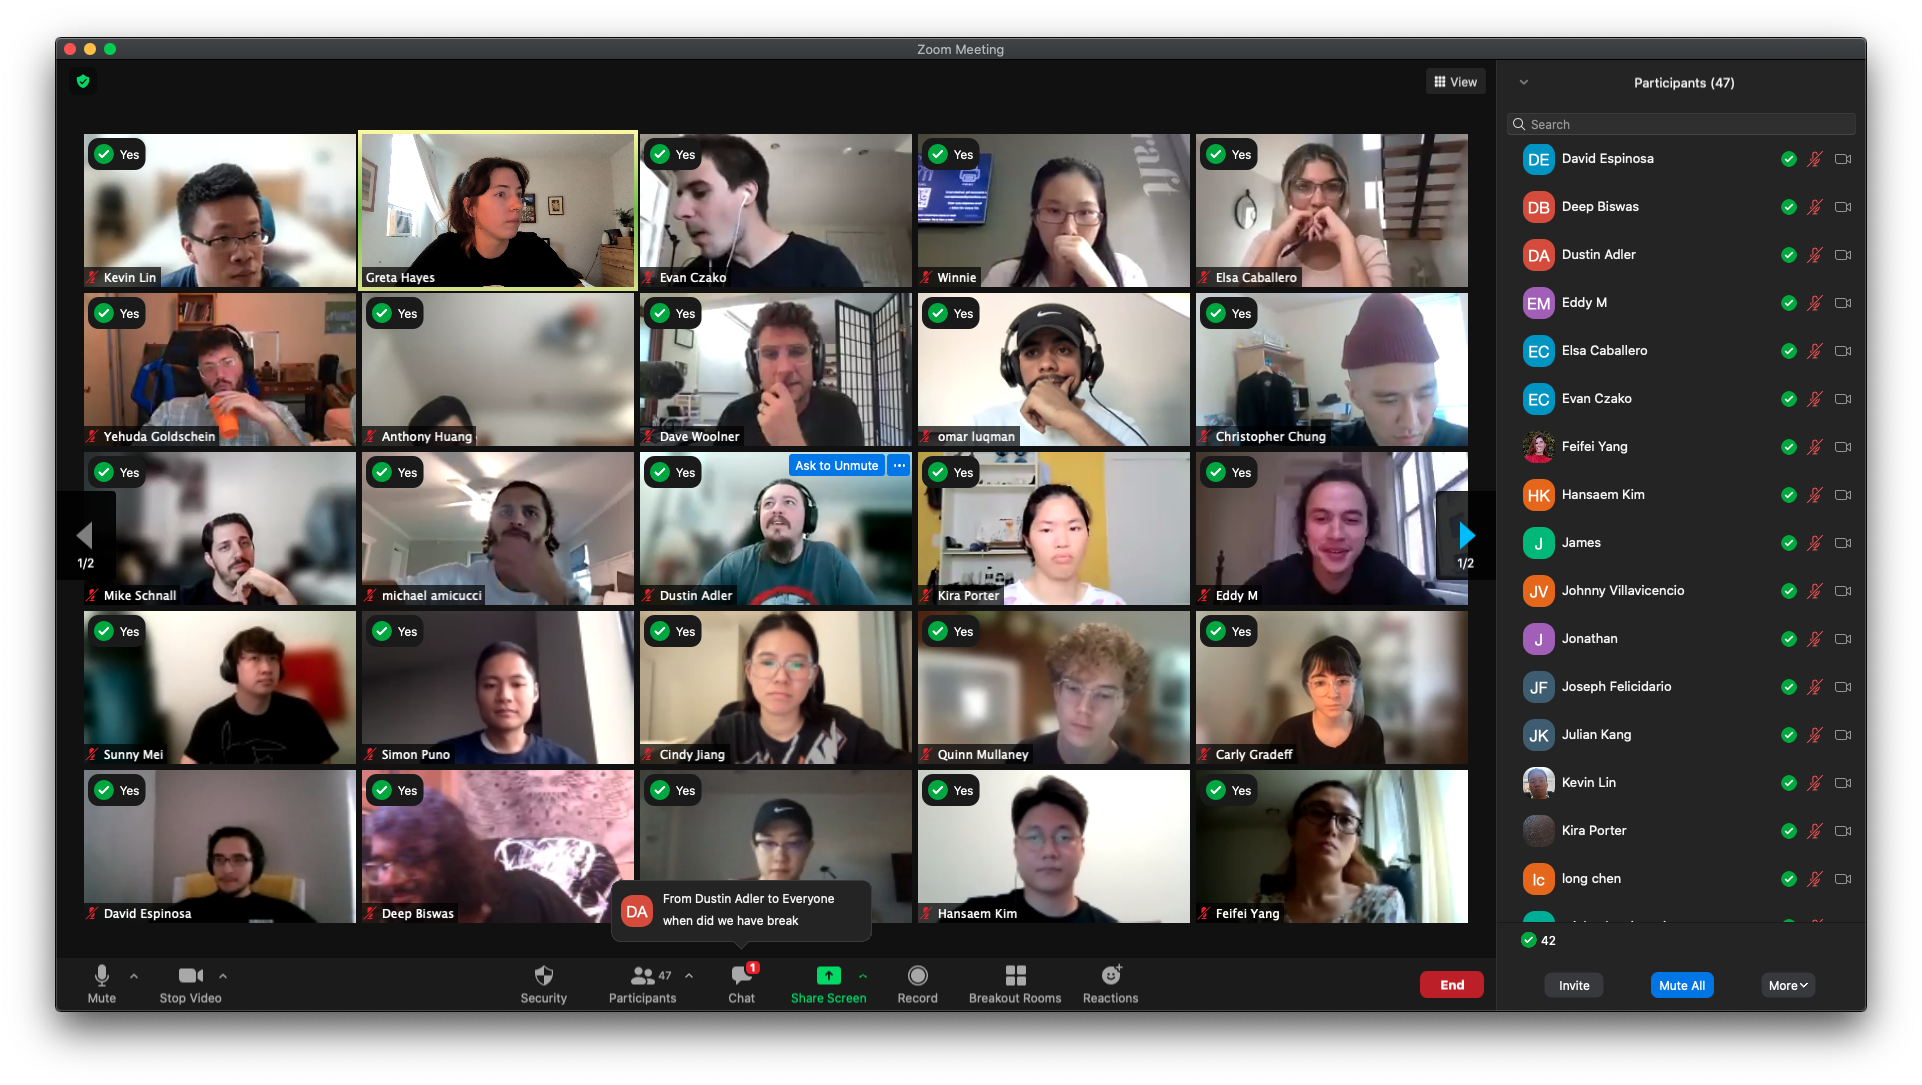 Zoom Meeting
View
Participants (47)
Search
Yes
Kevin Lin
Greta Hayes
Yes
Evan Czako
Yes
Winnie
Yes
Elsa Caballero
Yes
Yehuda Goldschein
Yes
Anthony Huang
Yes
Dave Woolner
Yes
omar luqman
Yes
Christopher Chung
Yes
Mike Schnall
Yes
michael amicucci
Yes
Ask to Unmute
Dustin Adler
Yes
Kira Porter
Yes
Eddy M
1/2
1/2
Yes
Sunny Mei
Yes
Simon Puno
Yes
Cindy Jiang
Yes
Quinn Mullaney
Yes
Carly Gradeff
Yes
David Espinosa
Yes
Deep Biswas
Yes
Yes
Hansaem Kim
Yes
Feifei Yang
DA
From Dustin Adler to Everyone
when did we have break
DE David Espinosa
DB Deep Biswas
DA Dustin Adler
EM Eddy M
EC Elsa Caballero
EC Evan Czako
Feifei Yang
HK Hansaem Kim
J James
JV Johnny Villavicencio
J Jonathan
JF Joseph Felicidario
JK Julian Kang
Kevin Lin
Kira Porter
lc long chen
42
Invite
Mute All
More
Mute
Stop Video
Security
47
Participants
1
Chat
Share Screen
Record
Breakout Rooms
Reactions
End